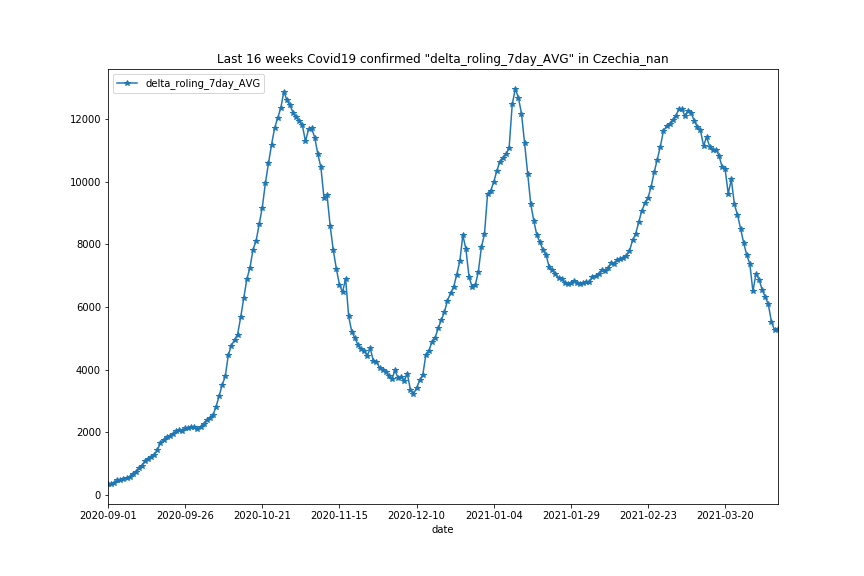 Last 16 weeks Covid19 confirmed "delta_roling_7day_AVG" in Czechia_nan
delta_roling_7day_AVG
12000
10000
8000
6000
4000
2000
0
2020-09-01 2020-09-26 2020-10-21 2020-11-15 2020-12-10 2021-01-04 2021-01-29 2021-02-23 2021-03-20
date